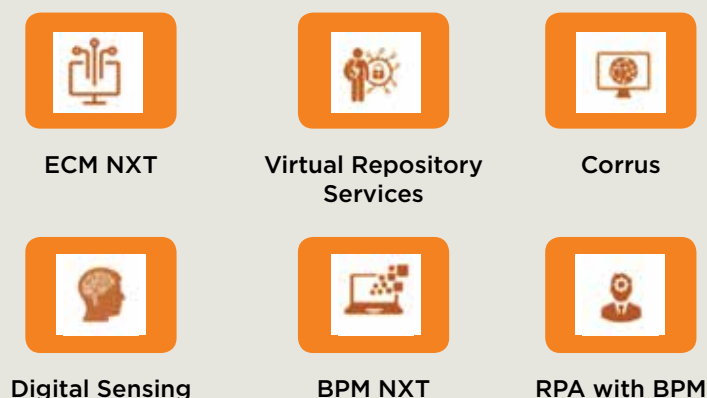 ECM NXT
Virtual Repository
Services
Corrus
Digital Sensing
BPM NXT
RPA with BPM